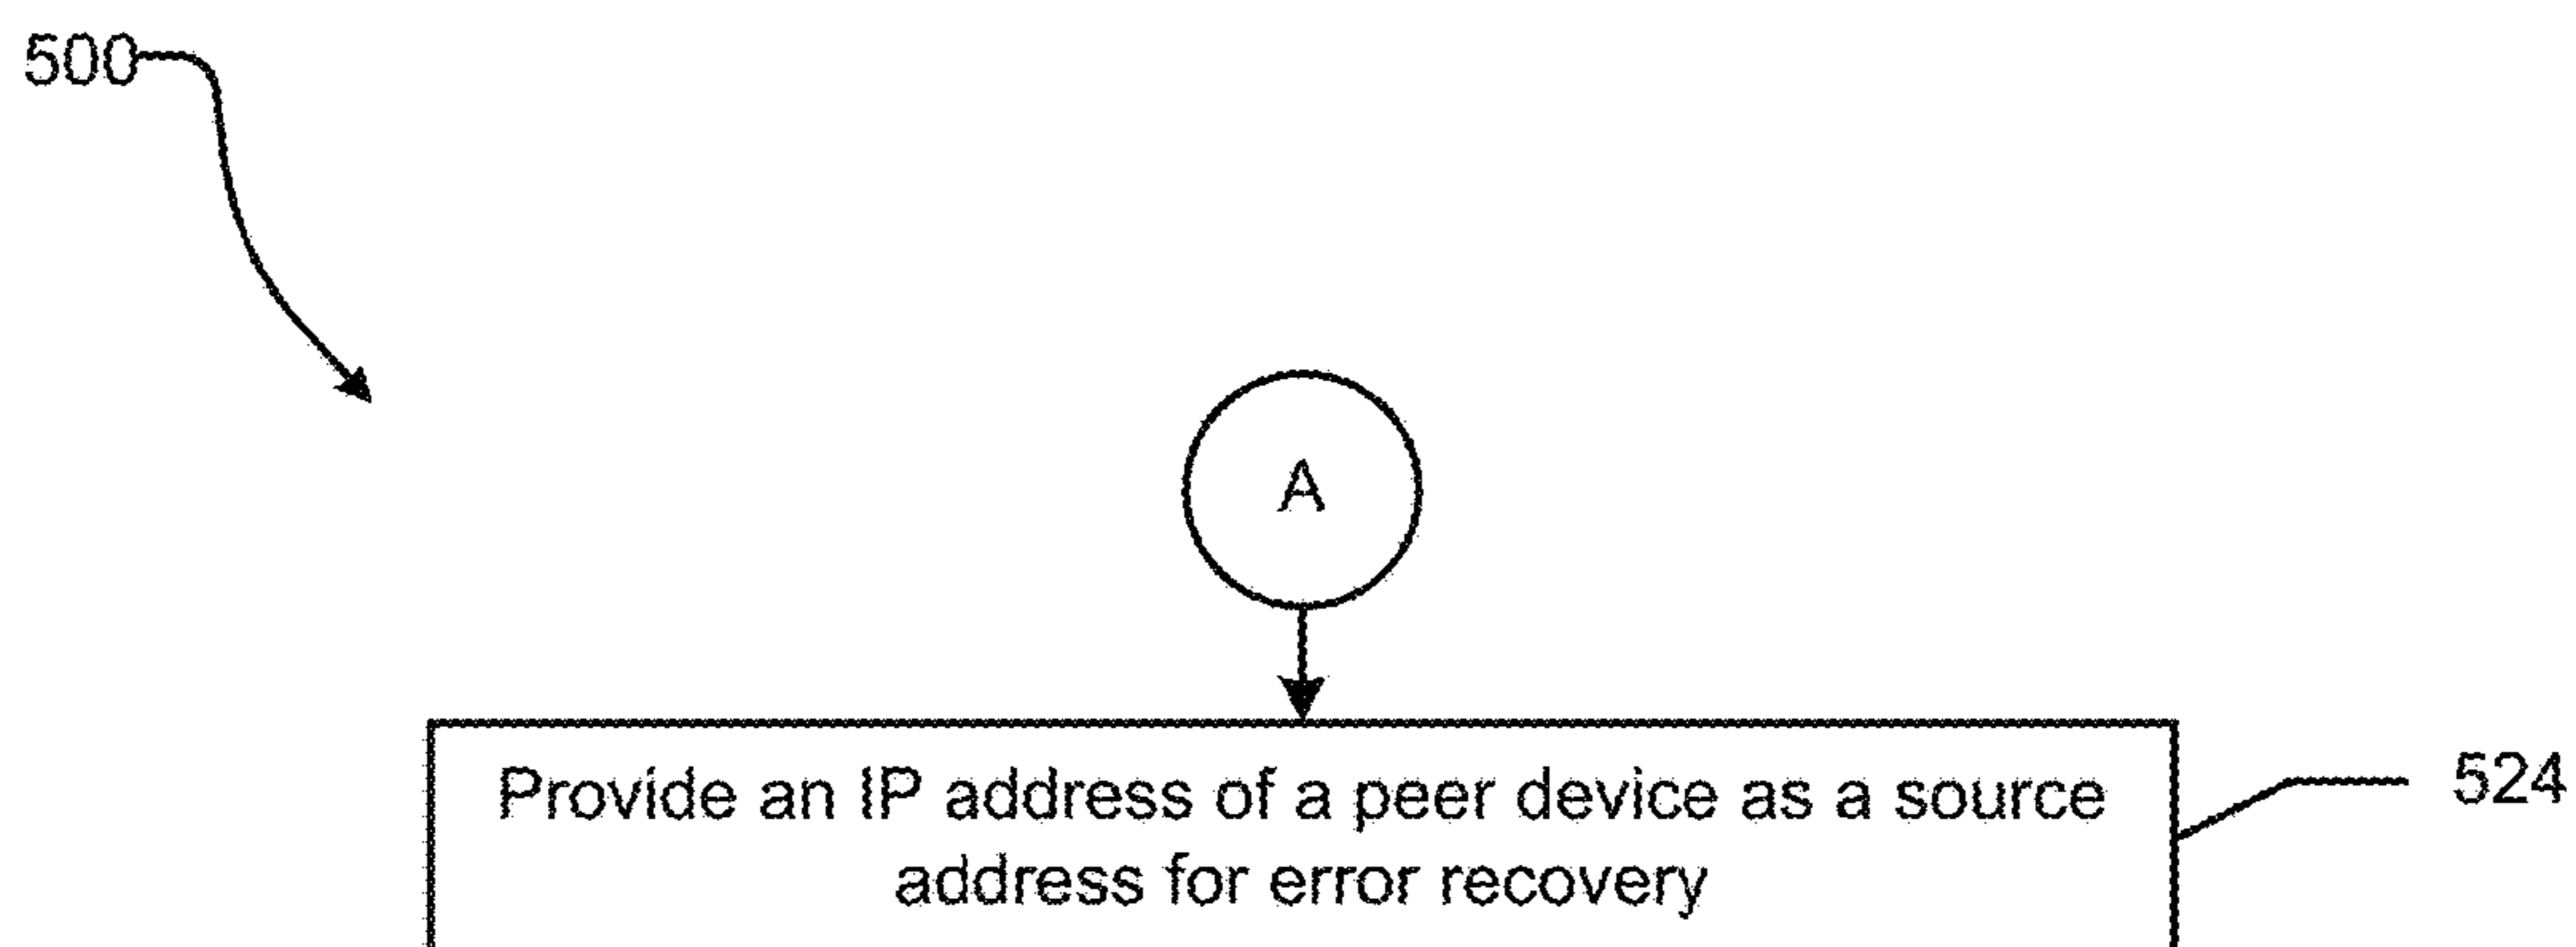 500
A
Provide an IP address of a peer device as a source
address for error recovery
524